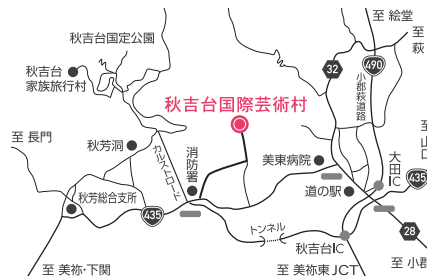 至 絵堂
至
萩
秋吉台国定公園
490
32
小郡萩道路
秋吉台
家族旅行村
秋吉台国際芸術村
至 山口
至 長門
秋芳洞
カルストロード
消防署
美東病院
大田
IC
435
道の駅
秋芳総合支所
435
トンネル
28
秋吉台IC
至 美祢・下関
至 美祢東JCT
至 小郡